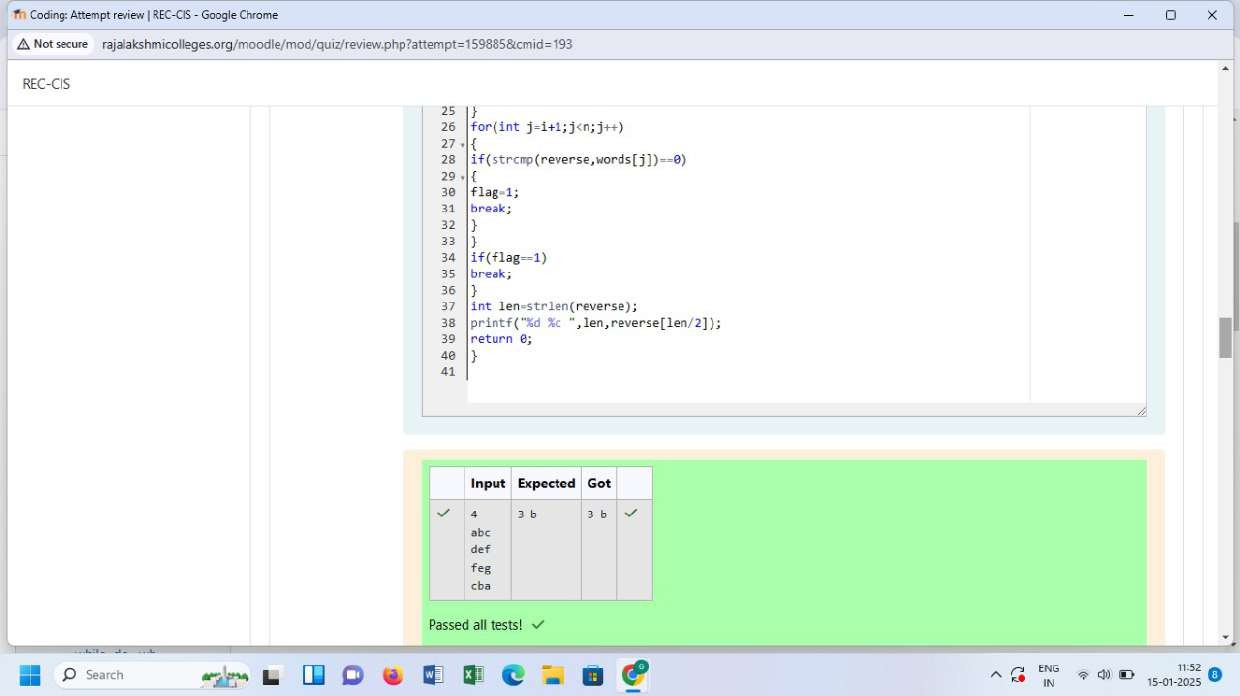 Coding: Attempt review | REC-CIS - Google Chrome
Not secure rajalakshmicolleges.org/moodle/mod/quiz/review.php?attempt=159885&cmid=193
REC-CIS
25 }
26 for(int j=i+1;j<n;j++)
27 {
28 if(strcmp(reverse,words[j])==0)
29 {
30 flag=1;
31 break;
32 }
33 }
34 if(flag==1)
35 break;
36 }
37 int len=strlen(reverse);
38 printf("%d %c ",len,reverse[len/2]);
39 return 0;
40 }
41
Input Expected Got
4 3 b 3 b
abc
def
feg
cba
Passed all tests!
Search
ENG
IN
11:52
15-01-2025
8